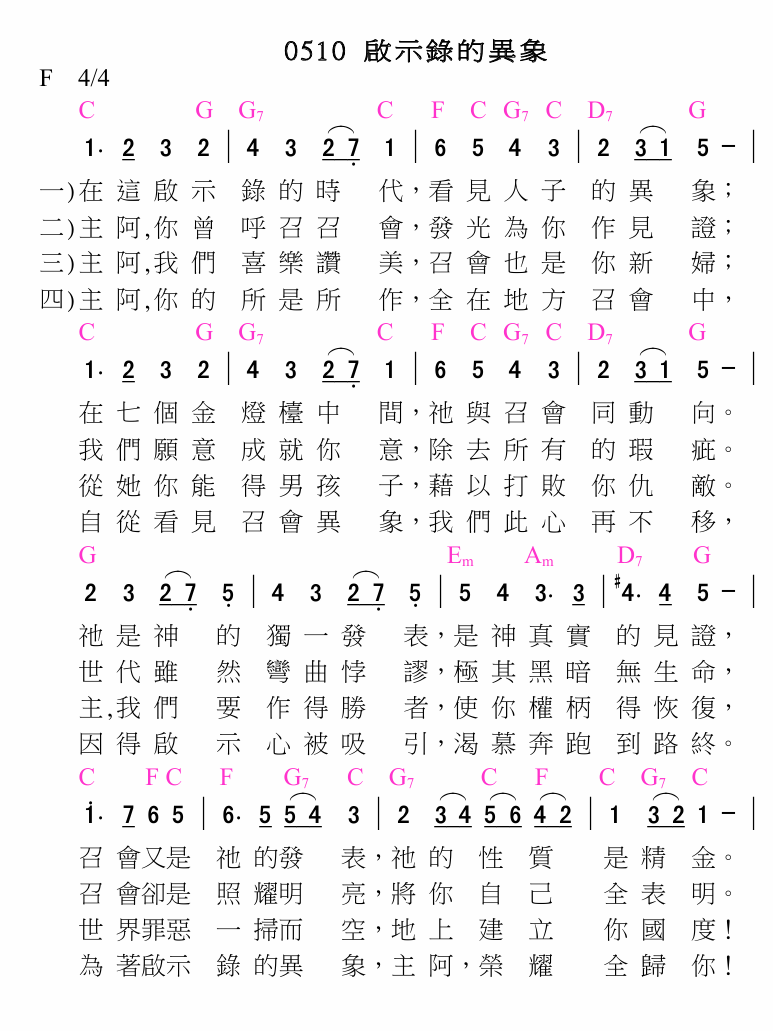 0510 啟示錄的異象
F 4/4
C G G7 C F C G7 C D7 G
1· 2 3 2 | 4 3 2 7 1 | 6 5 4 3 | 2 3 1 5 – |
一)在這啟示 錄的時 代，看見人子 的異 象；
二)主阿,你曾 呼召召 會，發光為你 作見 證；
三)主阿,我們 喜樂讚 美，召會也是 你新 婦；
四)主阿,你的 所是所 作，全在地方 召會 中，
C G G7 C F C G7 C D7 G
1· 2 3 2 | 4 3 2 7 1 | 6 5 4 3 | 2 3 1 5 – |
在七個金 燈檯中 間，祂與召會 同動 向。
我們願意 成就你 意，除去所有 的瑕 疵。
從她你能 得男孩 子，藉以打敗 你仇 敵。
自從看見 召會異 象，我們此心 再不 移，
G Em Am D7 G
2 3 2 7 5 | 4 3 2 7 5 | 5 4 3· 3 | #4· 4 5 – |
祂是神 的 獨一發 表，是神真實 的見證，
世代雖 然 彎曲悖 謬，極其黑暗 無生命，
主,我們 要 作得勝 者，使你權柄 得恢復，
因得啟 示 心被吸 引，渴慕奔跑 到路終。
C F C F G7 C G7 C F C G7 C
1· 7 6 5 | 6· 5 5 4 3 | 2 3 4 5 6 4 2 | 1 3 2 1 – |
召會又是 祂的發 表，祂的 性 質 是精 金。
召會卻是 照耀明 亮，將你 自 己 全表 明。
世界罪惡 一掃而 空，地上 建 立 你國 度！
為著啟示 錄的異 象，主阿，榮 耀 全歸 你！